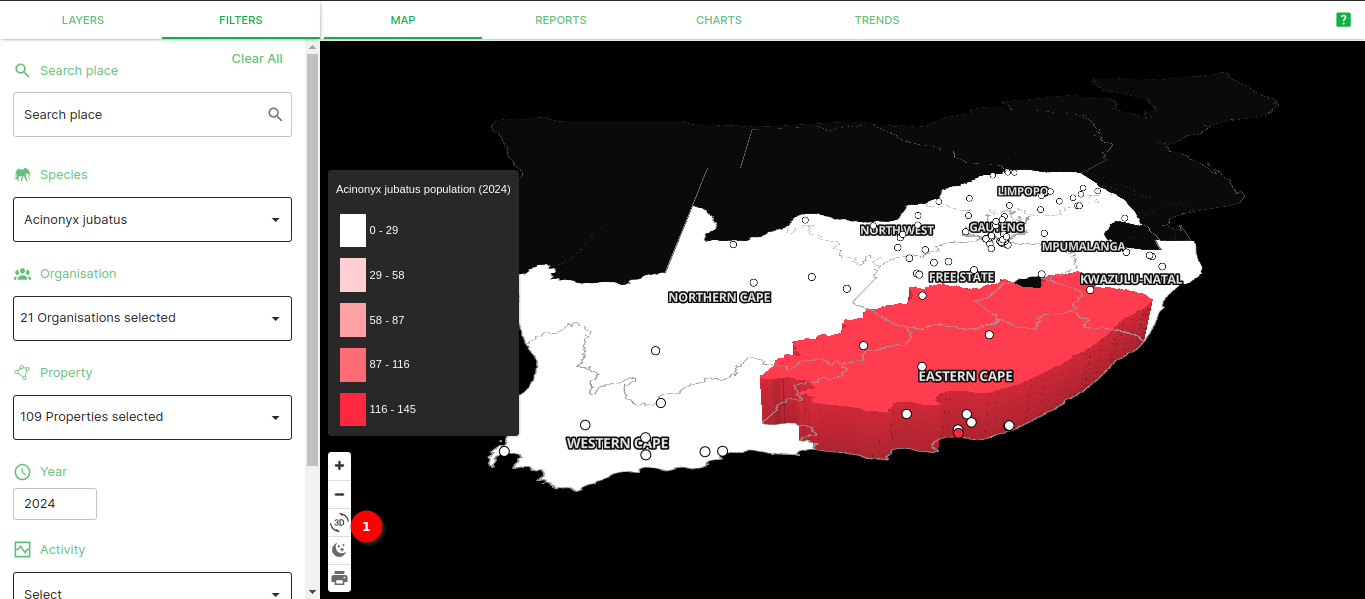 LAYERS
FILTERS
MAP
REPORTS
CHARTS
TRENDS
?
Clear All
Search place
Search place
Species
Acinonyx jubatus
Organisation
21 Organisations selected
Property
109 Properties selected
Year
2024
Activity
Select
Acinonyx jubatus population (2024)
0 - 29
29 - 58
58 - 87
87 - 116
116 - 145
LIMPOPO
NORTH WEST
GAUTENG
MPUMALANGA
FREE STATE
KWAZULU-NATAL
NORTHERN CAPE
EASTERN CAPE
WESTERN CAPE
+
−
3D
1